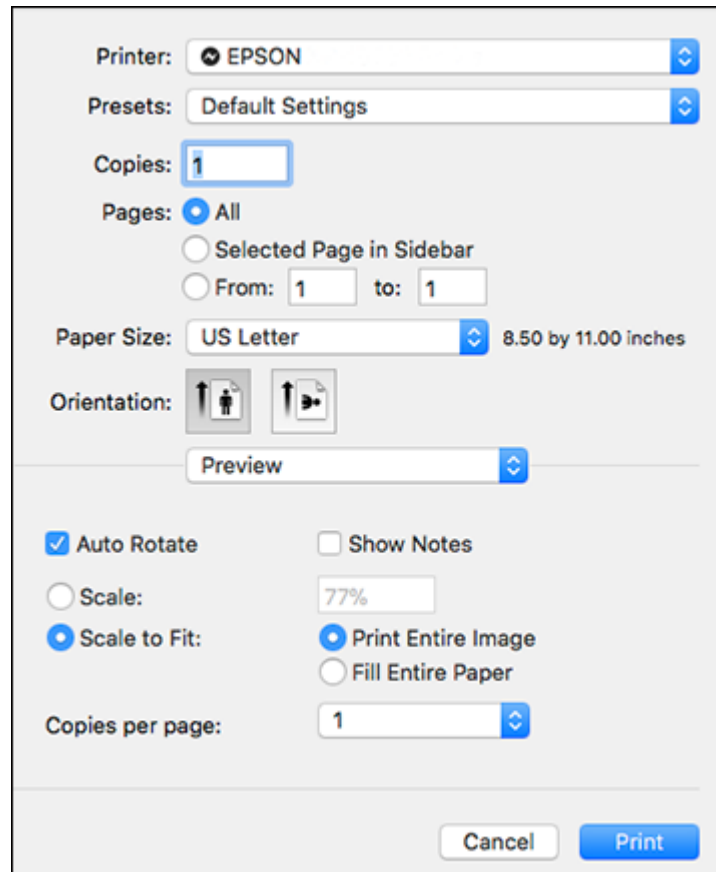 Printer: EPSON
Presets: Default Settings
Copies: 1
Pages: All
Selected Page in Sidebar
From: 1 to: 1
Paper Size: US Letter 8.50 by 11.00 inches
Orientation:
Preview
Auto Rotate Show Notes
Scale: 77%
Scale to Fit: Print Entire Image
Fill Entire Paper
Copies per page: 1
Cancel Print